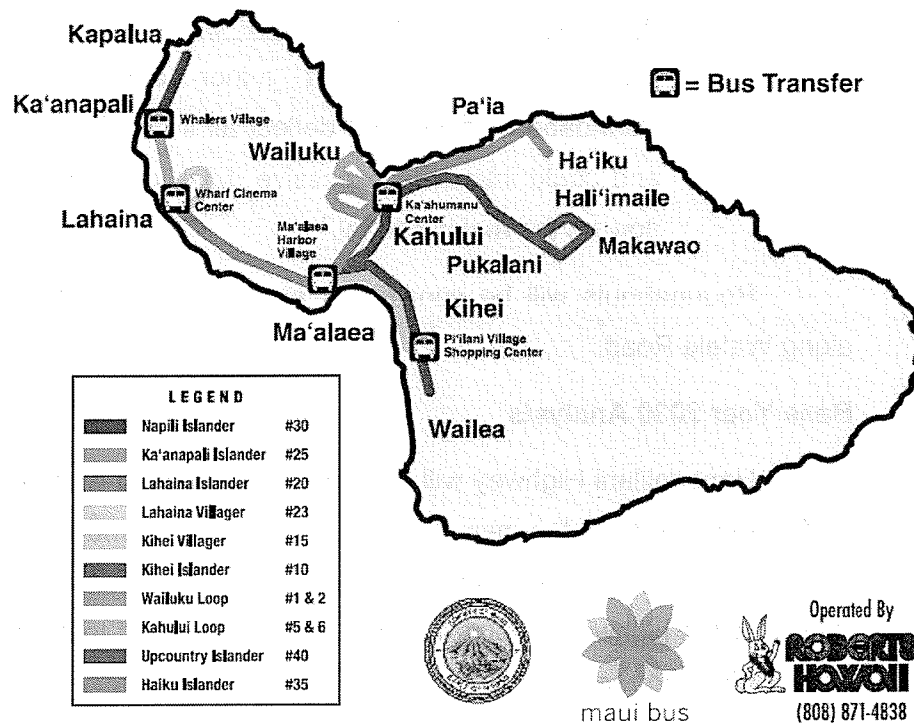 Kapalua
Ka‘anapali
Whalers Village
Wailuku
Pa‘ia
= Bus Transfer
Ha‘iku
Hali‘imaile
Wharf Cinema
Center
Lahaina
Ma‘alaea
Harbor
Village
Ka‘ahumanu
Center
Kahului
Makawao
Pukalani
Kihei
Ma‘alaea
Pi‘ilani Village
Shopping Center
Wailea
LEGEND
Napili Islander #30
Ka‘anapali Islander #25
Lahaina Islander #20
Lahaina Villager #23
Kihei Villager #15
Kihei Islander #10
Wailuku Loop #1 & 2
Kahului Loop #5 & 6
Upcountry Islander #40
Haiku Islander #35
maui bus
Operated By
ROBERTS
HAWAII
(808) 871-4838